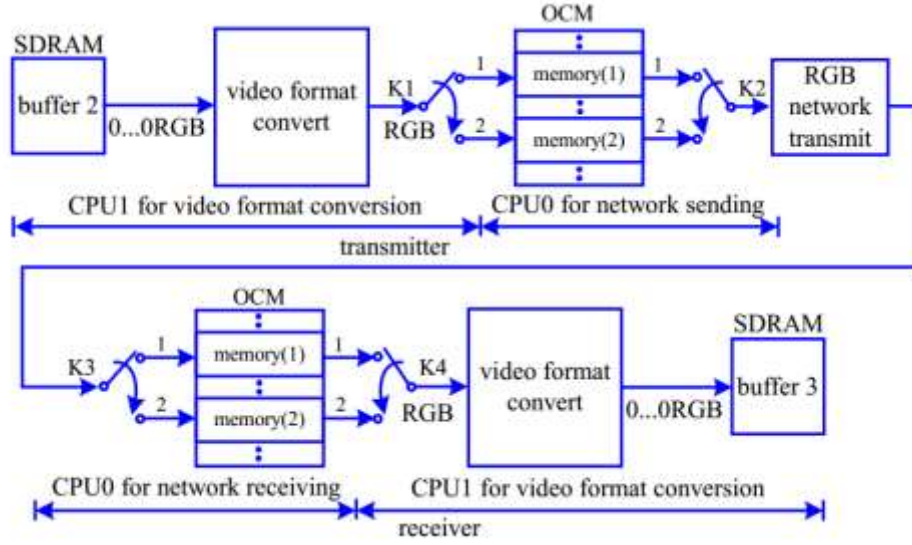 OCM
SDRAM
buffer 2
0...0RGB
video format
convert
K1
RGB
1
2
memory(1)
memory(2)
1
2
K2
RGB
network
transmit
CPU1 for video format conversion
CPU0 for network sending
transmitter
OCM
K3
1
2
memory(1)
memory(2)
1
2
K4
RGB
video format
convert
0...0RGB
SDRAM
buffer 3
CPU0 for network receiving
CPU1 for video format conversion
receiver